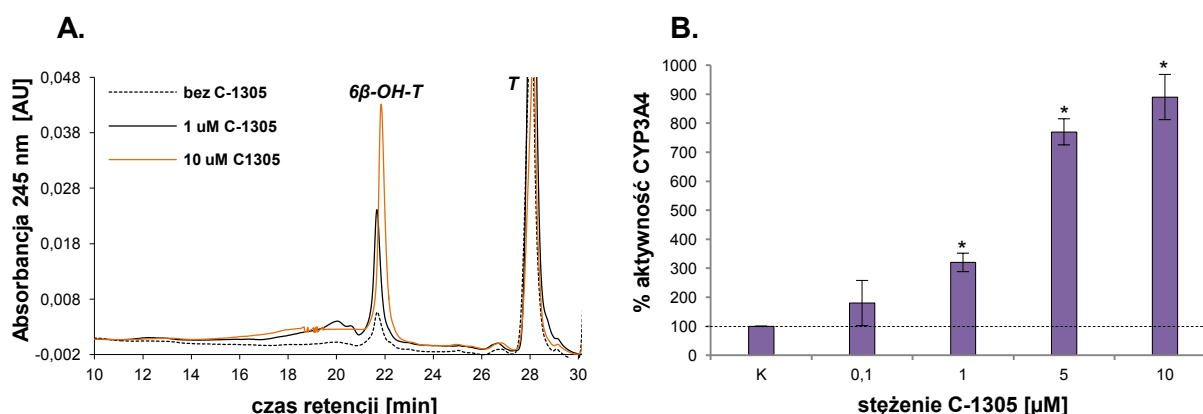 A.
Absorbancja 245 nm [AU]
0,048
0,038
0,028
0,018
0,008
-0,002
bez C-1305
1 uM C-1305
10 uM C1305
6β-OH-T
T
10 12 14 16 18 20 22 24 26 28 30
czas retencji [min]
B.
% aktywność CYP3A4
1000
900
800
700
600
500
400
300
200
100
0
* * *
K 0,1 1 5 10
stężenie C-1305 [µM]